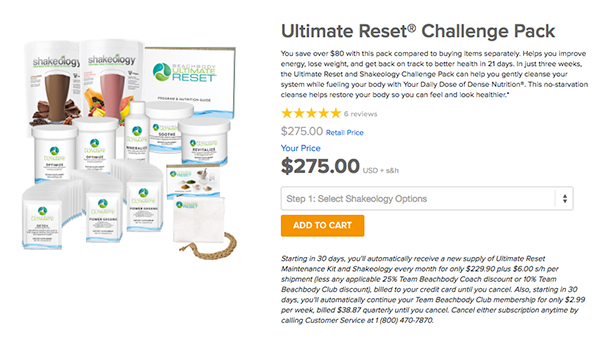 Ultimate Reset® Challenge Pack
You save over $80 with this pack compared to buying items separately. Helps you improve
energy, lose weight, and get back on track to better health in 21 days. In just three weeks,
the Ultimate Reset and Shakeology Challenge Pack can help you gently cleanse your
system while fueling your body with Your Daily Dose of Dense Nutrition®. This no-starvation
cleanse helps restore your body so you can feel and look healthier.*
6 reviews
$275.00 Retail Price
Your Price
$275.00 USD + s&h
Step 1: Select Shakeology Options
ADD TO CART
Starting in 30 days, you'll automatically receive a new supply of Ultimate Reset
Maintenance Kit and Shakeology every month for only $229.90 plus $6.00 s/h per
shipment (less any applicable 25% Team Beachbody Coach discount or 10% Team
Beachbody Club discount), billed to your credit card until you cancel. Also, starting in 30
days, you'll automatically continue your Team Beachbody Club membership for only $2.99
per week, billed $38.87 quarterly until you cancel. Cancel either subscription anytime by
calling Customer Service at 1 (800) 470-7870.
shakeology
shakeology
BEACHBODY
ULTIMATE
RESET
PROGRAM & NUTRITION GUIDE
MINERALIZE
SOOTHE
REVITALIZE
OPTIMIZE
OPTIMIZE
DETOX
POWER GREENS
POWER GREENS